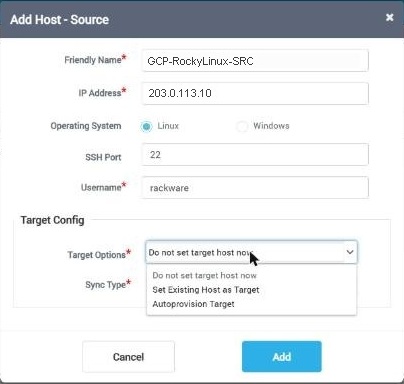 Add Host - Source ×
Friendly Name* GCP-RockyLinux-SRC
IP Address* 203.0.113.10
Operating System Linux Windows
SSH Port 22
Username* rackware
Target Config
Target Options* Do not set target host now
Do not set target host now
Sync Type* Set Existing Host as Target
Autoprovision Target
Cancel Add